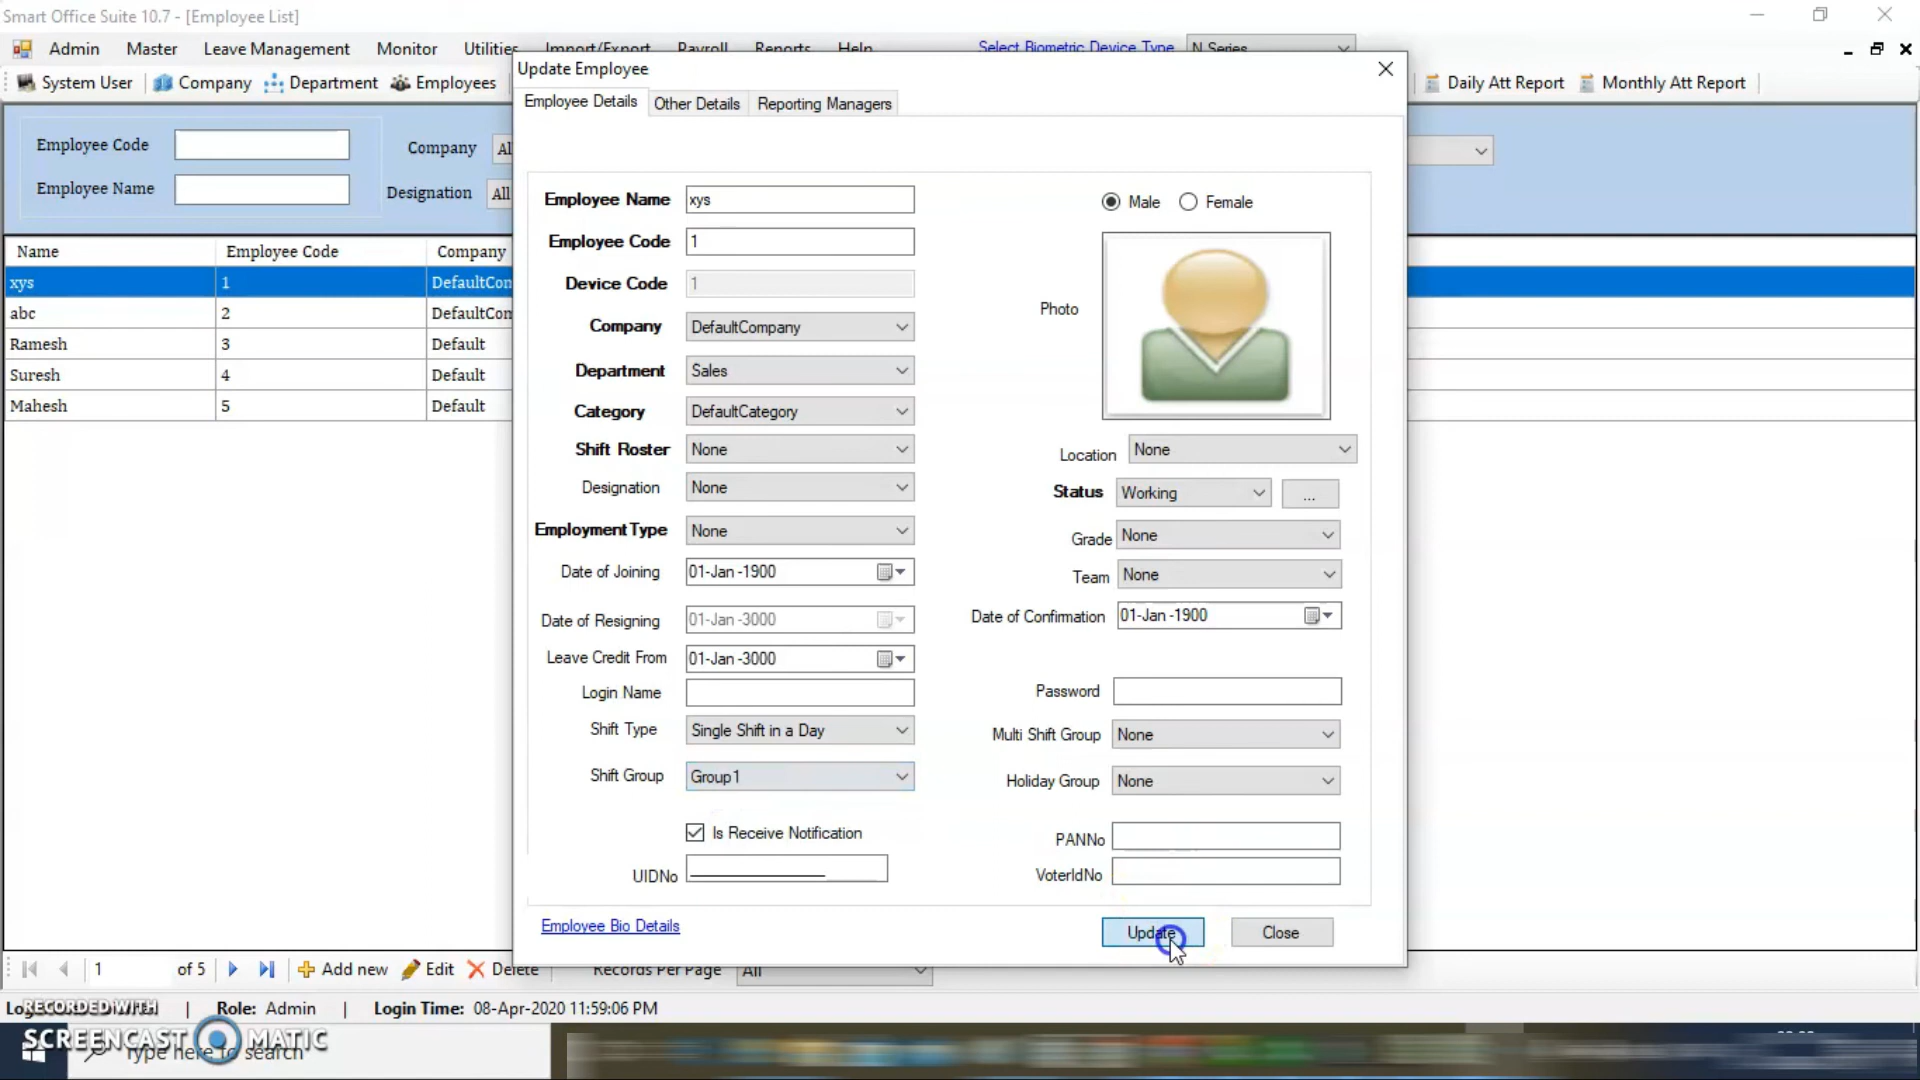 Smart Office Suite 10.7 - [Employee List]
Admin Master Leave Management Monitor Utilities Import/Export Payroll Reports Help Select Biometric Device Type N Series
System User Company Department Employees Daily Att Report Monthly Att Report
Update Employee
Employee Details Other Details Reporting Managers
Employee Code Company Al
Employee Name Designation All
Name Employee Code Company
xys 1 DefaultCom
abc 2 DefaultCom
Ramesh 3 Default
Suresh 4 Default
Mahesh 5 Default
Employee Name xys Male Female
Employee Code 1
Device Code 1
Photo
Company DefaultCompany
Department Sales
Category DefaultCategory
Shift Roster None Location None
Designation None Status Working ...
Employment Type None Grade None
Date of Joining 01-Jan -1900 Team None
Date of Resigning 01-Jan -3000 Date of Confirmation 01-Jan -1900
Leave Credit From 01-Jan -3000
Login Name Password
Shift Type Single Shift in a Day Multi Shift Group None
Shift Group Group1 Holiday Group None
Is Receive Notification PANNo
UIDNo VoterIdNo
Employee Bio Details Update Close
1 of 5 Add new Edit Delete Records Per Page All
Role: Admin | Login Time: 08-Apr-2020 11:59:06 PM
RECORDED WITH
SCREENCAST MATIC
Type here to search